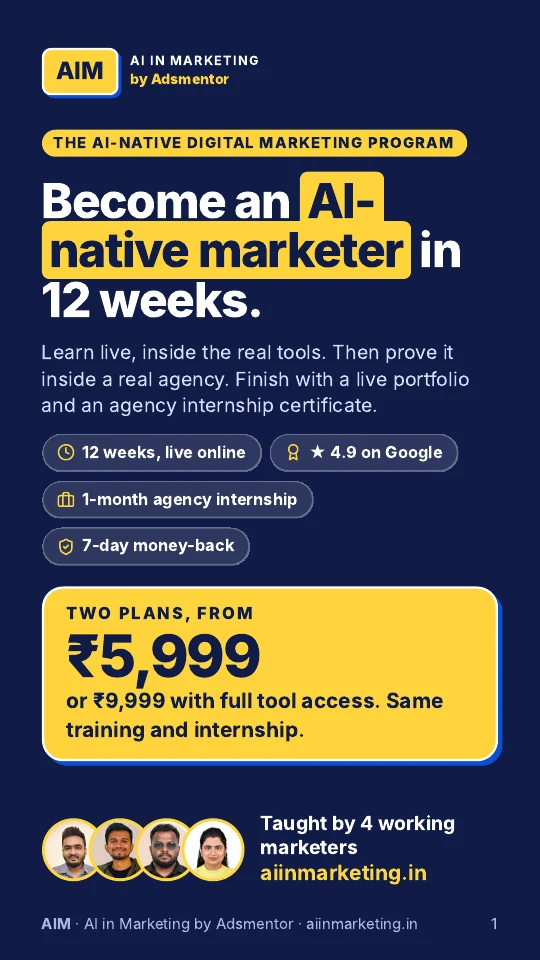 AIM
AI IN MARKETING
by Adsmentor
THE AI-NATIVE DIGITAL MARKETING PROGRAM
Become an AI-
native marketer in
12 weeks.
Learn live, inside the real tools. Then prove it
inside a real agency. Finish with a live portfolio
and an agency internship certificate.
12 weeks, live online
★ 4.9 on Google
1-month agency internship
7-day money-back
TWO PLANS, FROM
₹5,999
or ₹9,999 with full tool access. Same
training and internship.
Taught by 4 working
marketers
aiinmarketing.in
AIM · AI in Marketing by Adsmentor · aiinmarketing.in
1